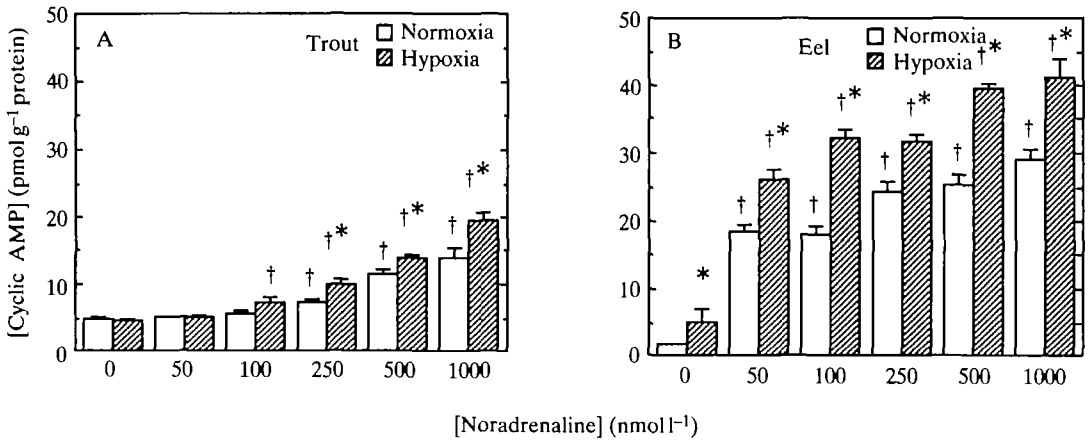 [Cyclic AMP] (pmol g⁻¹ protein)
A
Trout
Normoxia
Hypoxia
50
40
30
20
10
0
†
†
†*
†
†*
†
†*
0 50 100 250 500 1000
B
Eel
Normoxia
Hypoxia
50
40
30
20
10
0
*
†
†*
†
†*
†
†*
†
†*
†
†*
0 50 100 250 500 1000
[Noradrenaline] (nmol l⁻¹)